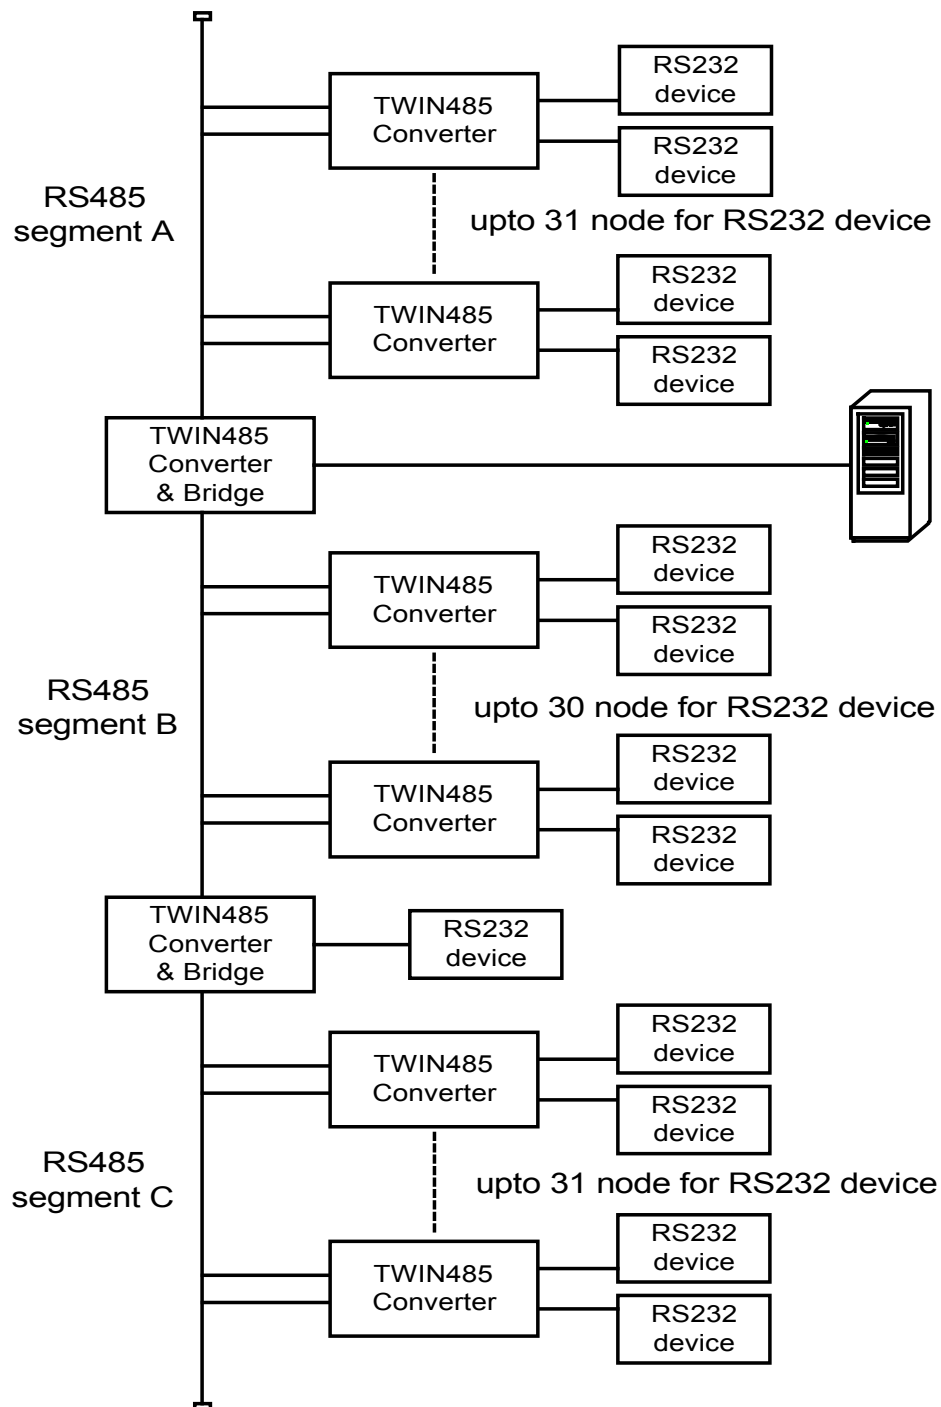 RS232
device
TWIN485
Converter
RS232
device
RS485
segment A
upto 31 node for RS232 device
RS232
device
TWIN485
Converter
RS232
device
TWIN485
Converter
& Bridge
RS232
device
TWIN485
Converter
RS232
device
RS485
segment B
upto 30 node for RS232 device
RS232
device
TWIN485
Converter
RS232
device
TWIN485
Converter
& Bridge
RS232
device
RS232
device
TWIN485
Converter
RS232
device
RS485
segment C
upto 31 node for RS232 device
RS232
device
TWIN485
Converter
RS232
device